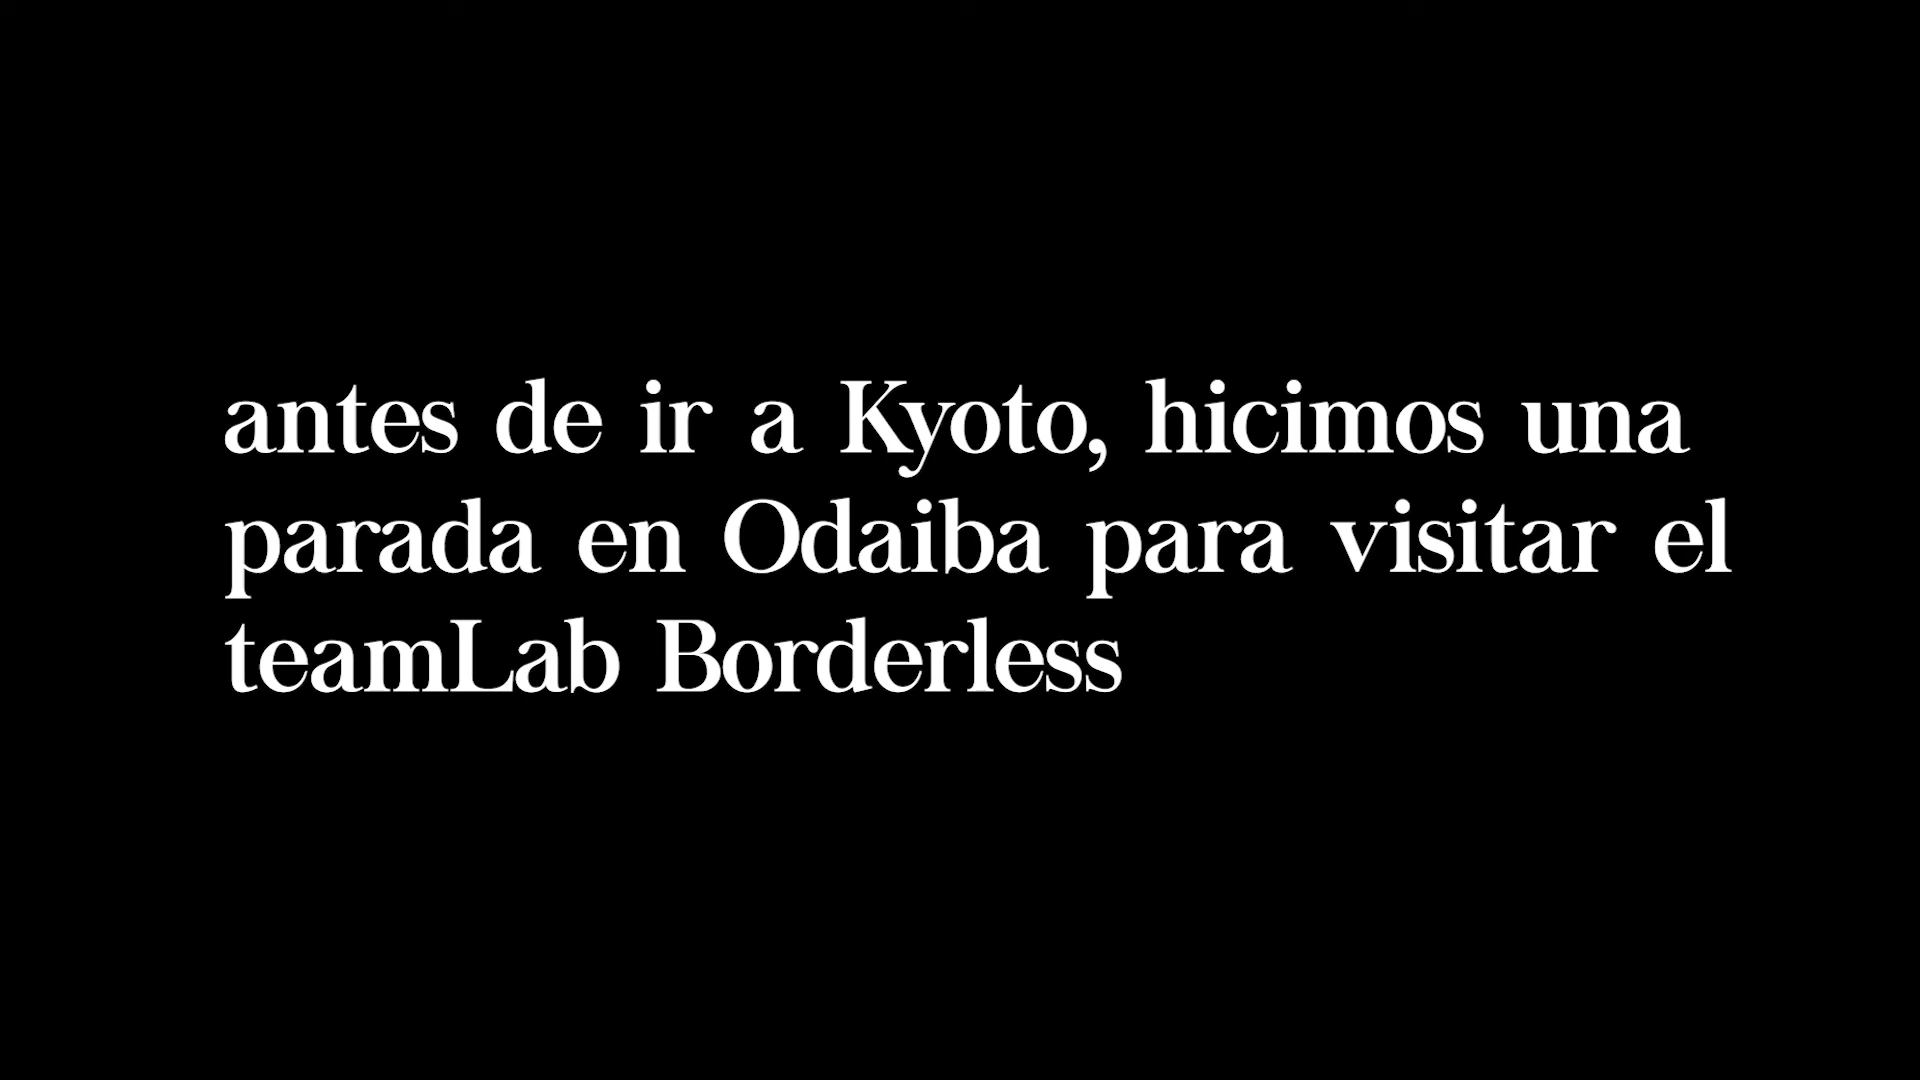 antes de ir a Kyoto, hicimos una
parada en Odaiba para visitar el
teamLab Borderless